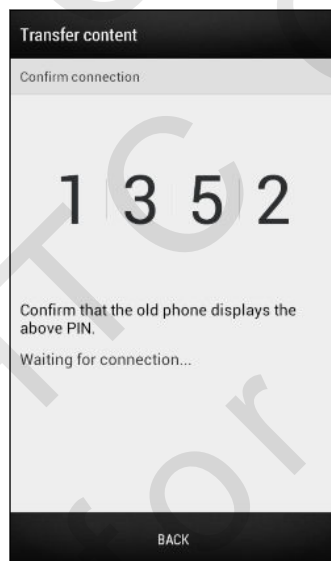 Transfer content
Confirm connection
1 3 5 2
Confirm that the old phone displays the
above PIN.
Waiting for connection...
BACK